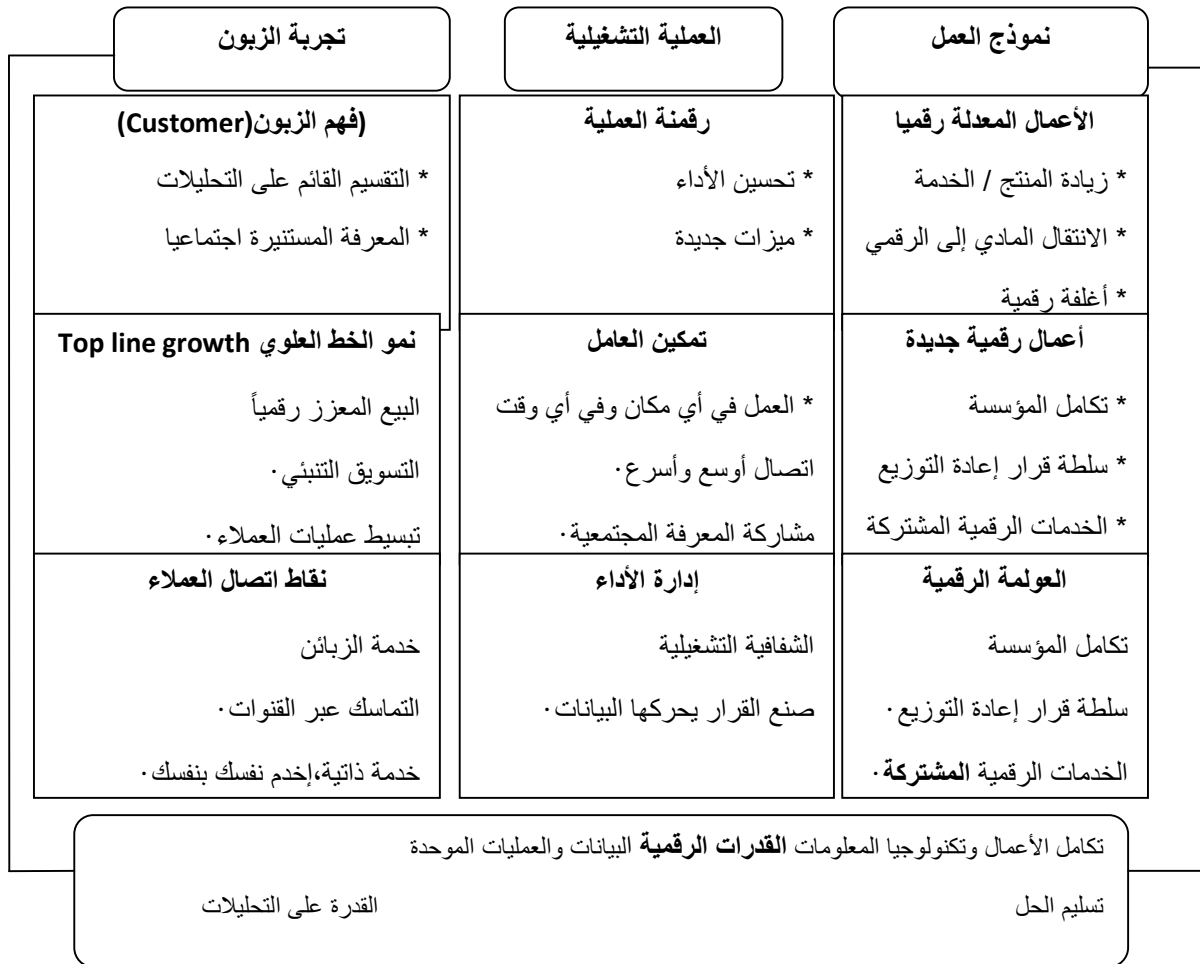 نموذج العمل
العملية التشغيلية
تجربة الزبون
الأعمال المعدلة رقميا
* زيادة المنتج / الخدمة
* الانتقال المادي إلى الرقمي
* أغلفة رقمية
رقمنة العملية
* تحسين الأداء
* ميزات جديدة
(فهم الزبون(Customer)
* التقسيم القائم على التحليلات
* المعرفة المستنيرة اجتماعيا
أعمال رقمية جديدة
* تكامل المؤسسة
* سلطة قرار إعادة التوزيع
* الخدمات الرقمية المشتركة
تمكين العامل
* العمل في أي مكان وفي أي وقت
اتصال أوسع وأسرع.
مشاركة المعرفة المجتمعية.
نمو الخط العلوي Top line growth
البيع المعزز رقمياً
التسويق التنبئي.
تبسيط عمليات العملاء.
العولمة الرقمية
تكامل المؤسسة
سلطة قرار إعادة التوزيع.
الخدمات الرقمية المشتركة.
إدارة الأداء
الشفافية التشغيلية
صنع القرار يحركها البيانات.
نقاط اتصال العملاء
خدمة الزبائن
التماسك عبر القنوات.
خدمة ذاتية،إخدم نفسك بنفسك.
تكامل الأعمال وتكنولوجيا المعلومات القدرات الرقمية البيانات والعمليات الموحدة
تسليم الحل القدرة على التحليلات